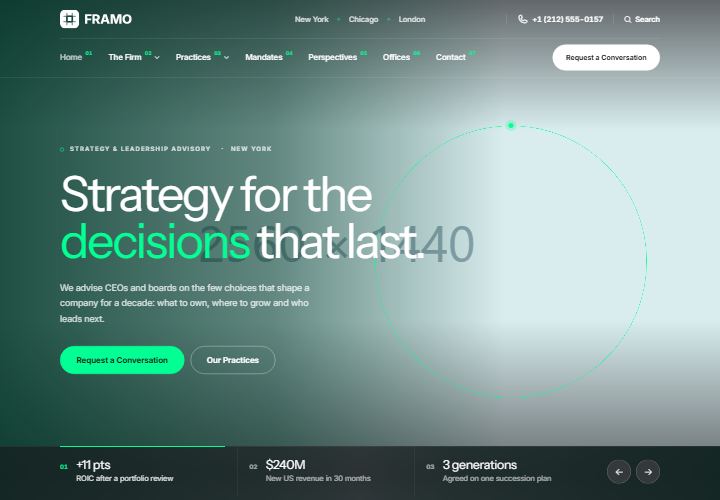 FRAMO
New York • Chicago • London
+1 (212) 555-0157
Search
Home 01 The Firm 02 Practices 03 Mandates 04 Perspectives 05 Offices 06 Contact 07
Request a Conversation
STRATEGY & LEADERSHIP ADVISORY · NEW YORK
Strategy for the
decisions that last.
2560 × 1440
We advise CEOs and boards on the few choices that shape a
company for a decade: what to own, where to grow and who
leads next.
Request a Conversation
Our Practices
01 +11 pts
ROIC after a portfolio review
02 $240M
New US revenue in 30 months
03 3 generations
Agreed on one succession plan